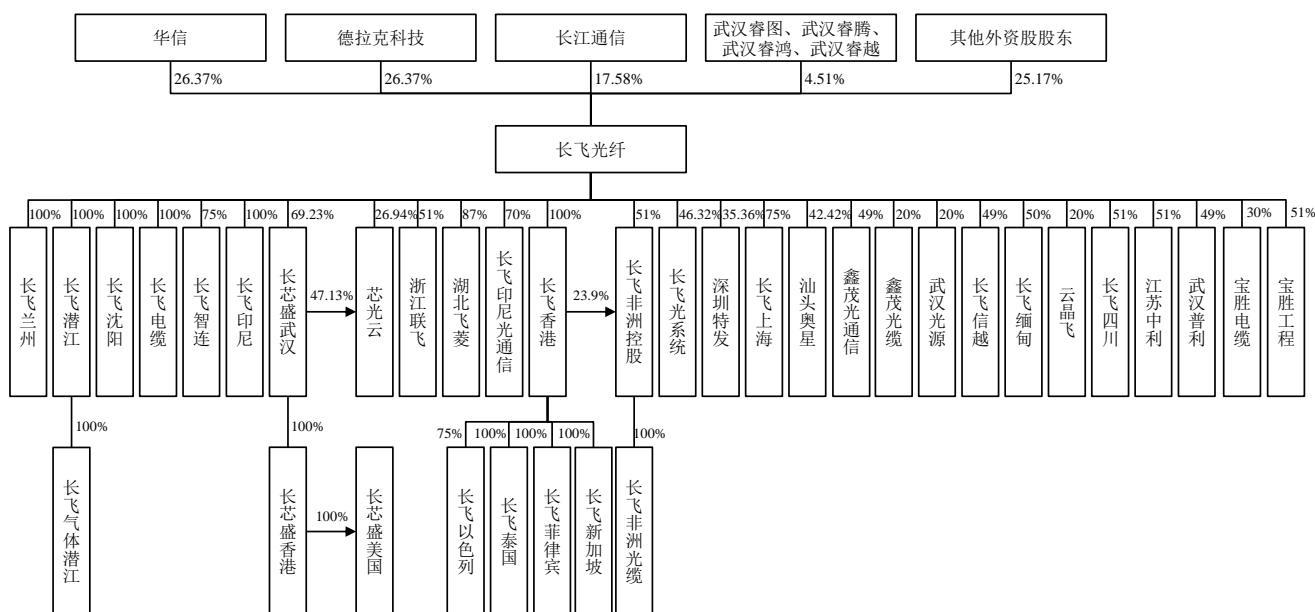 华信
德拉克科技
长江通信
武汉睿图、武汉睿腾、
武汉睿鸿、武汉睿越
其他外资股股东
26.37%
26.37%
17.58%
4.51%
25.17%
长飞光纤
100%
100%
100%
100%
75%
100%
69.23%
26.94%
51%
87%
70%
100%
51%
46.32%
35.36%
75%
42.42%
49%
20%
20%
49%
50%
20%
51%
51%
49%
30%
51%
长飞兰州
长飞潜江
长飞沈阳
长飞电缆
长飞智连
长飞印尼
长芯盛武汉
47.13%
芯光云
浙江联飞
湖北飞菱
长飞印尼光通信
长飞香港
23.9%
长飞非洲控股
长飞光系统
深圳特发
长飞上海
汕头奥星
鑫茂光通信
鑫茂光缆
武汉光源
长飞信越
长飞缅甸
云晶飞
长飞四川
江苏中利
武汉普利
宝胜电缆
宝胜工程
100%
100%
75%
100%
100%
100%
100%
长飞气体潜江
长芯盛香港
100%
长芯盛美国
长飞以色列
长飞泰国
长飞菲律宾
长飞新加坡
长飞非洲光缆